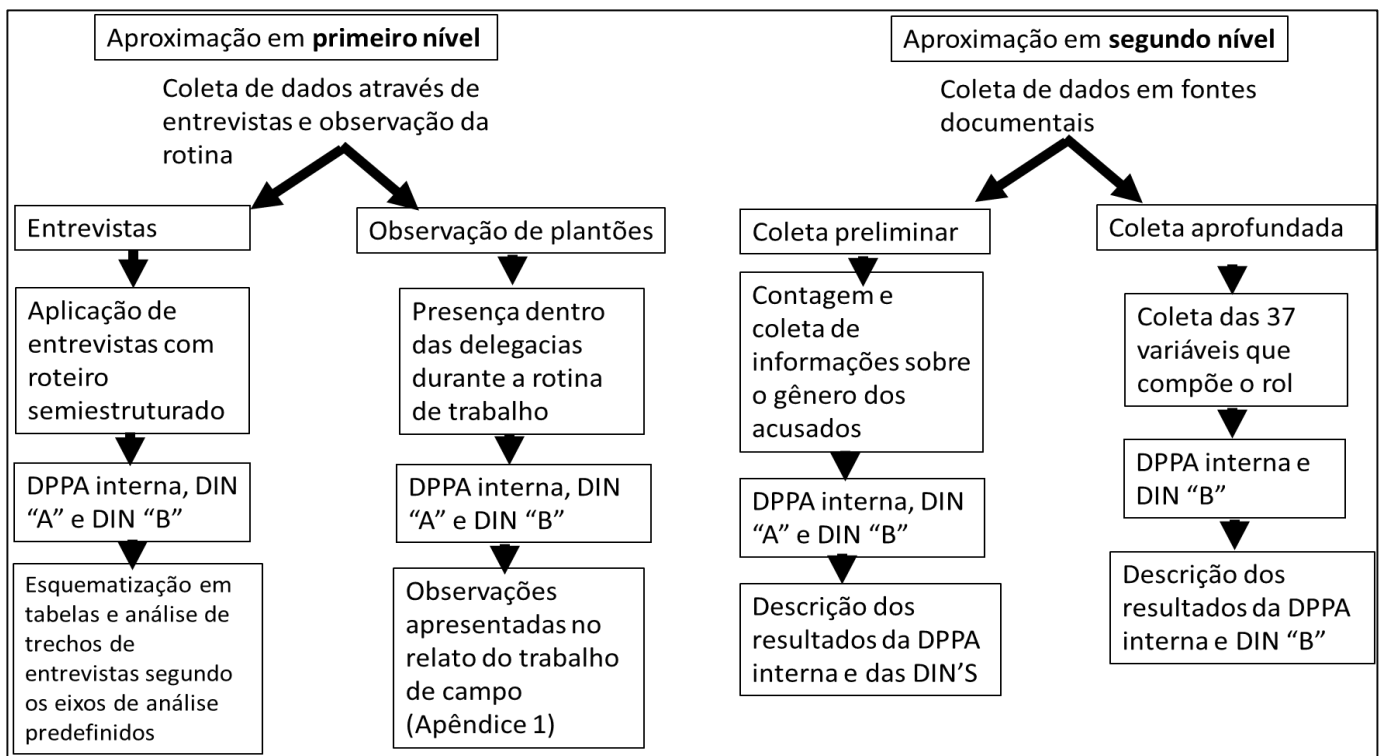 Aproximação em primeiro nível
Coleta de dados através de
entrevistas e observação da
rotina
Entrevistas
Aplicação de
entrevistas com
roteiro
semiestruturado
DPPA interna, DIN
“A” e DIN “B”
Esquematização em
tabelas e análise de
trechos de
entrevistas segundo
os eixos de análise
predefinidos
Observação de plantões
Presença dentro
das delegacias
durante a rotina
de trabalho
DPPA interna, DIN
“A” e DIN “B”
Observações
apresentadas no
relato do trabalho
de campo
(Apêndice 1)
Aproximação em segundo nível
Coleta de dados em fontes
documentais
Coleta preliminar
Contagem e
coleta de
informações sobre
o gênero dos
acusados
DPPA interna, DIN
“A” e DIN “B”
Descrição dos
resultados da DPPA
interna e das DIN’S
Coleta aprofundada
Coleta das 37
variáveis que
compõe o rol
DPPA interna e
DIN “B”
Descrição dos
resultados da DPPA
interna e DIN “B”